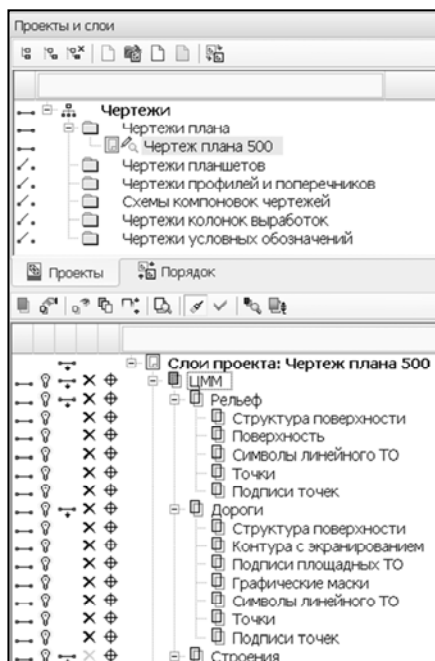 Проекты и слои
Чертежи
Чертежи плана
Чертеж плана 500
Чертежи планшетов
Чертежи профилей и поперечников
Схемы компоновок чертежей
Чертежи колонок выработок
Чертежи условных обозначений
Проекты Порядок
Слои проекта: Чертеж плана 500
ЦММ
Рельеф
Структура поверхности
Поверхность
Символы линейного ТО
Точки
Подписи точек
Дороги
Структура поверхности
Контура с экранированием
Подписи площадных ТО
Графические маски
Символы линейного ТО
Точки
Подписи точек
Строения